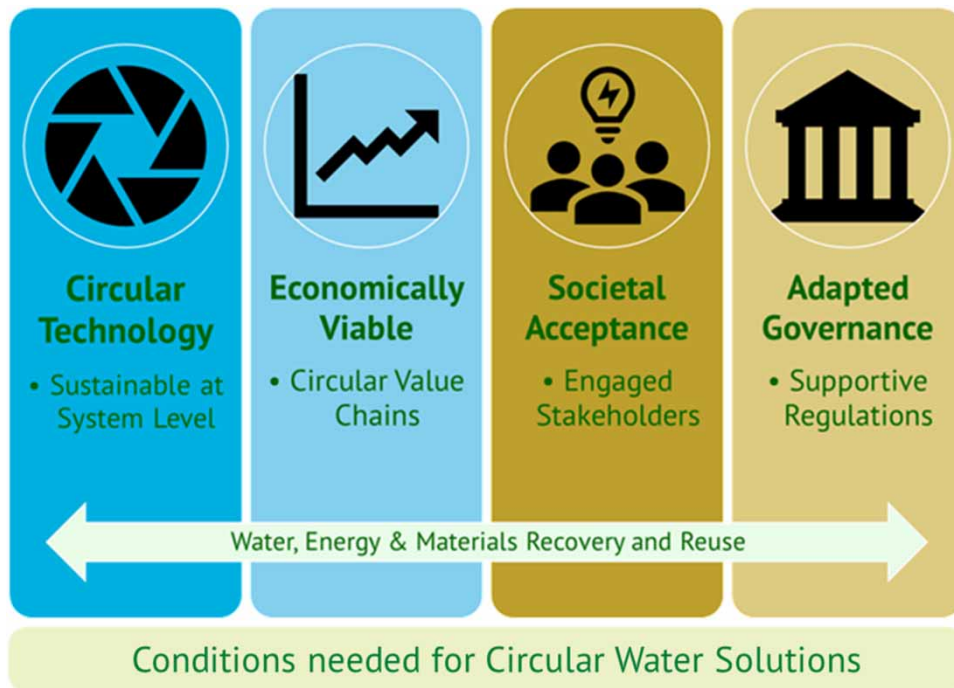 Circular
Technology
• Sustainable at
System Level
Economically
Viable
• Circular Value
Chains
Societal
Acceptance
• Engaged
Stakeholders
Adapted
Governance
• Supportive
Regulations
Water, Energy & Materials Recovery and Reuse
Conditions needed for Circular Water Solutions